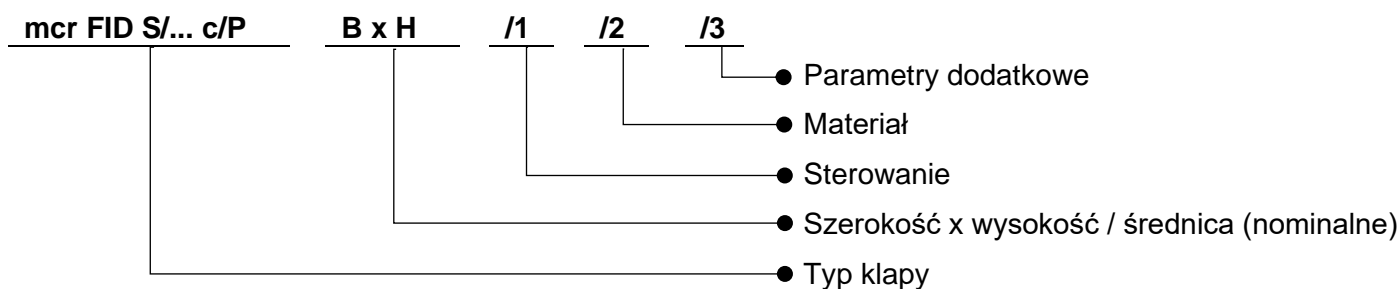 mcr FID S/... c/P B x H /1 /2 /3
Parametry dodatkowe
Materiał
Sterowanie
Szerokość x wysokość / średnica (nominalne)
Typ klapy